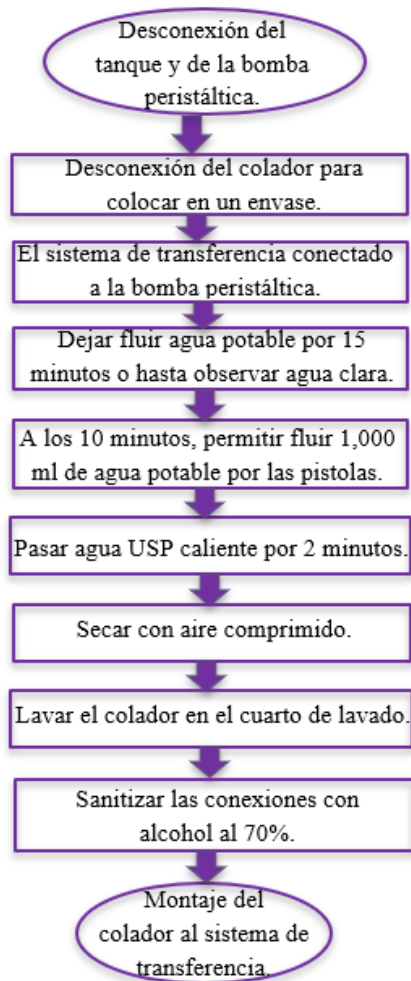 Desconexión del
tanque y de la bomba
peristáltica.
Desconexión del colador para
colocar en un envase.
El sistema de transferencia conectado
a la bomba peristáltica.
Dejar fluir agua potable por 15
minutos o hasta observar agua clara.
A los 10 minutos, permitir fluir 1,000
ml de agua potable por las pistolas.
Pasar agua USP caliente por 2 minutos.
Secar con aire comprimido.
Lavar el colador en el cuarto de lavado.
Sanitizar las conexiones con
alcohol al 70%.
Montaje del
colador al sistema de
transferencia.